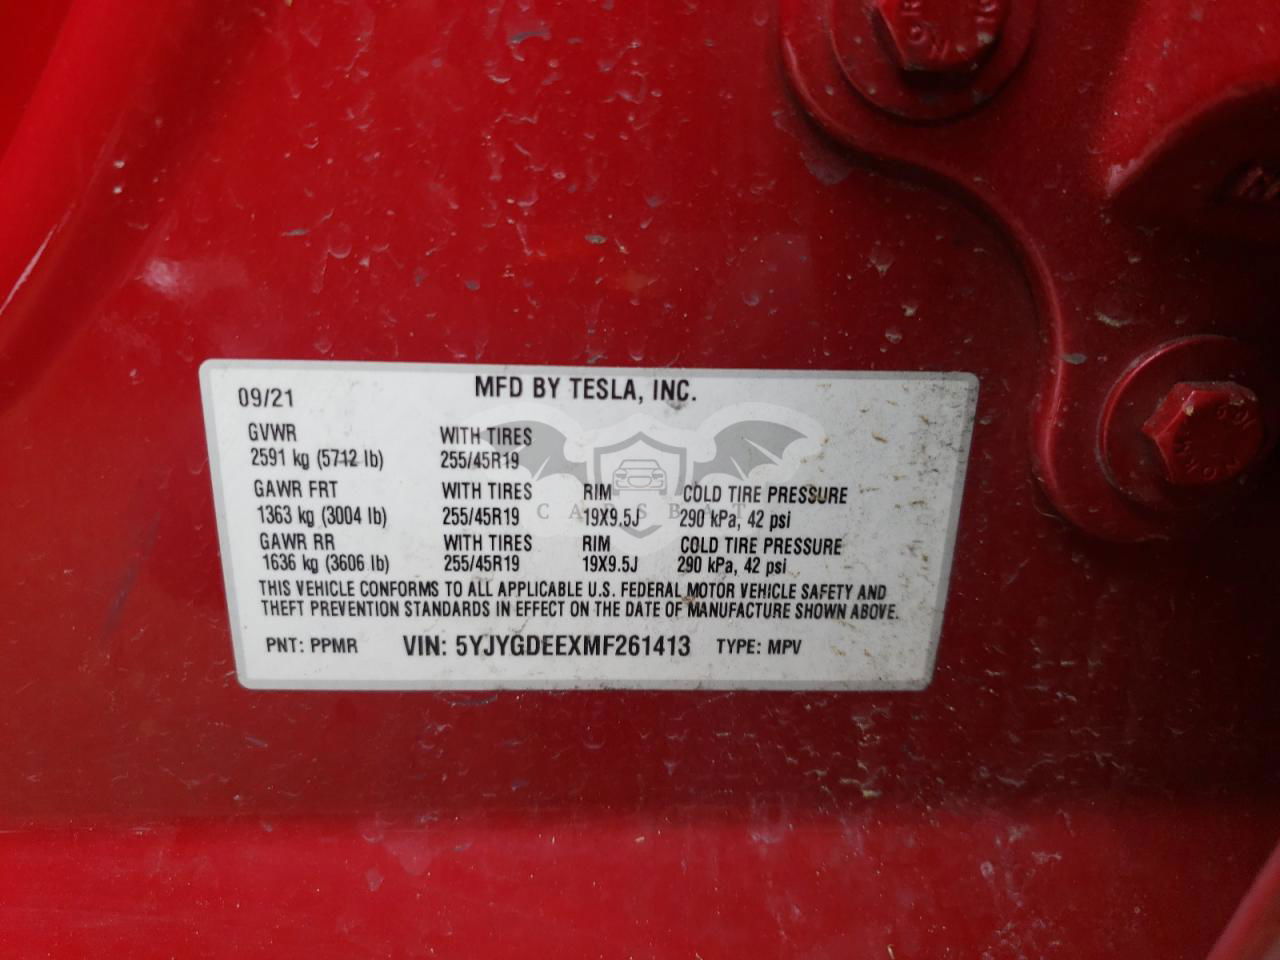 09/21 MFD BY TESLA, INC.
GVWR WITH TIRES
2591 kg (5712 lb) 255/45R19
GAWR FRT WITH TIRES RIM COLD TIRE PRESSURE
1363 kg (3004 lb) 255/45R19 19X9.5J 290 kPa, 42 psi
GAWR RR WITH TIRES RIM COLD TIRE PRESSURE
1636 kg (3606 lb) 255/45R19 19X9.5J 290 kPa, 42 psi
THIS VEHICLE CONFORMS TO ALL APPLICABLE U.S. FEDERAL MOTOR VEHICLE SAFETY AND
THEFT PREVENTION STANDARDS IN EFFECT ON THE DATE OF MANUFACTURE SHOWN ABOVE.
PNT: PPMR VIN: 5YJYGDEEXMF261413 TYPE: MPV
CARSBAT